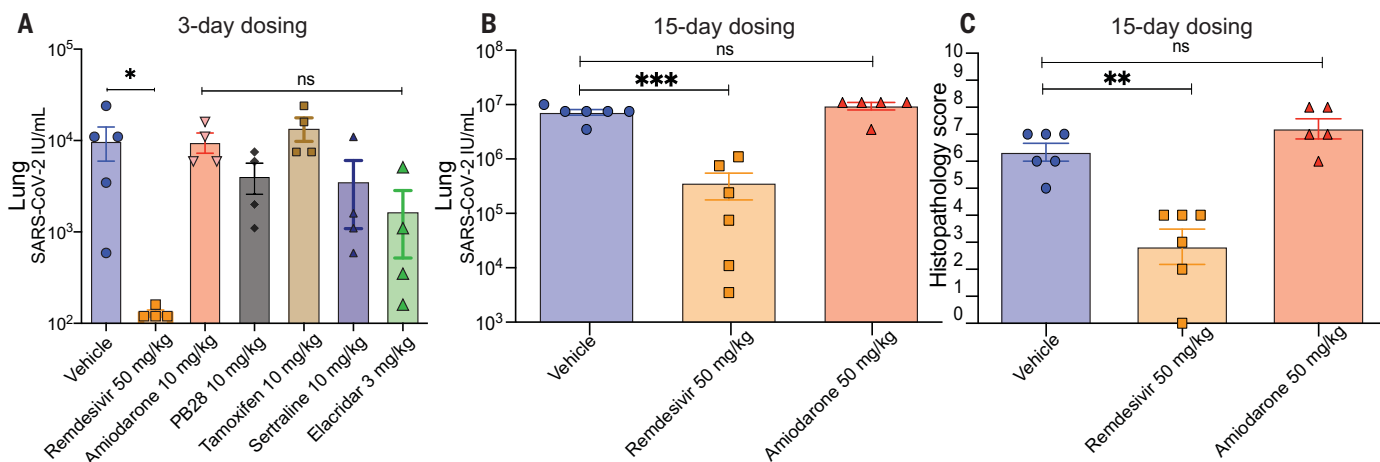 A
3-day dosing
10^5
10^4
10^3
10^2
Lung
SARS-CoV-2 IU/mL
*
ns
Vehicle
Remdesivir 50 mg/kg
Amiodarone 10 mg/kg
PB28 10 mg/kg
Tamoxifen 10 mg/kg
Sertraline 10 mg/kg
Elacridar 3 mg/kg
B
15-day dosing
10^8
10^7
10^6
10^5
10^4
10^3
Lung
SARS-CoV-2 IU/mL
ns
***
Vehicle
Remdesivir 50 mg/kg
Amiodarone 50 mg/kg
C
15-day dosing
10
9
8
7
6
5
4
3
2
1
0
Histopathology score
ns
**
Vehicle
Remdesivir 50 mg/kg
Amiodarone 50 mg/kg